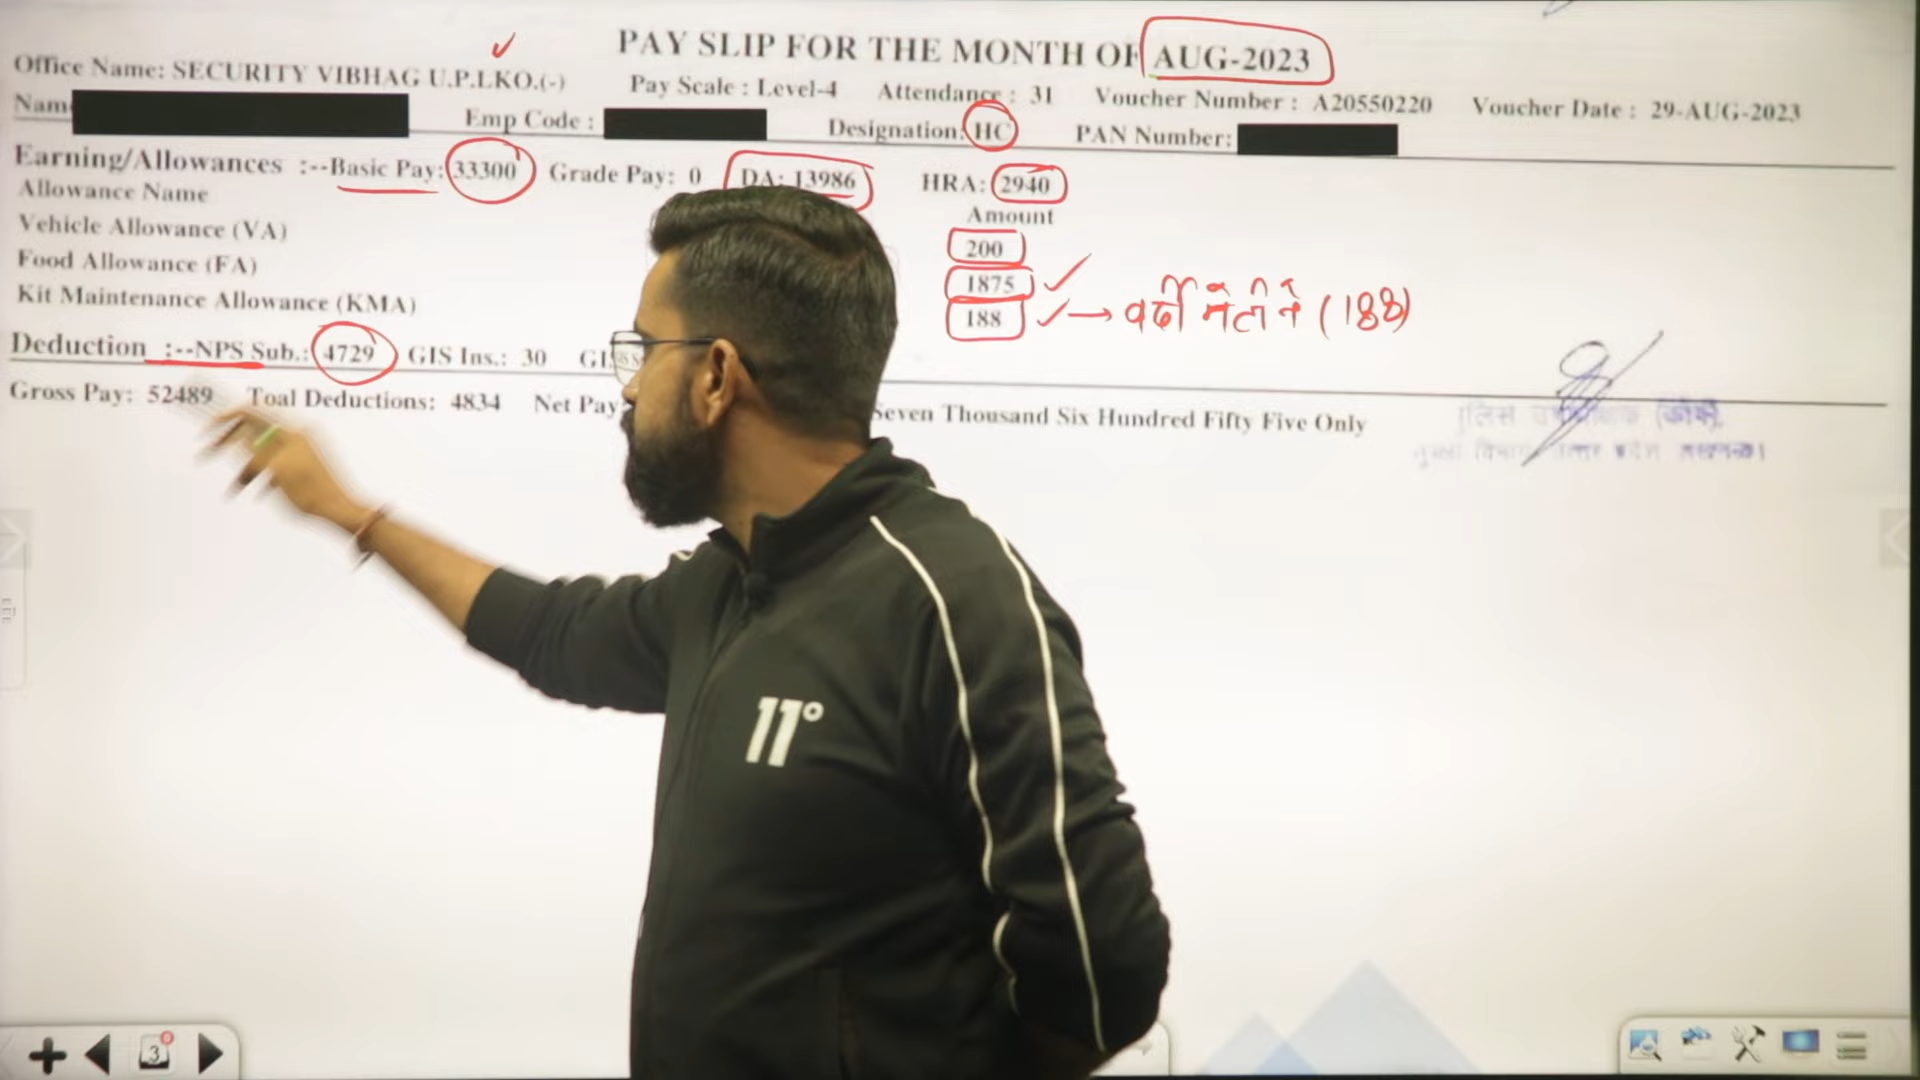 PAY SLIP FOR THE MONTH OF AUG-2023
Office Name: SECURITY VIBHAG U.P.LKO.(-) Pay Scale : Level-4 Attendance : 31 Voucher Number : A20550220 Voucher Date : 29-AUG-2023
Emp Code : Designation: HC PAN Number:
Earning/Allowances :--Basic Pay: 33300 Grade Pay: 0 DA: 13986 HRA: 2940
Allowance Name Amount
Vehicle Allowance (VA) 200
Food Allowance (FA) 1875
Kit Maintenance Allowance (KMA) 188 → वर्दी (188)
Deduction :--NPS Sub.: 4729 GIS Ins.: 30
Gross Pay: 52489 Toal Deductions: 4834 Net Pay Seven Thousand Six Hundred Fifty Five Only
11°
3